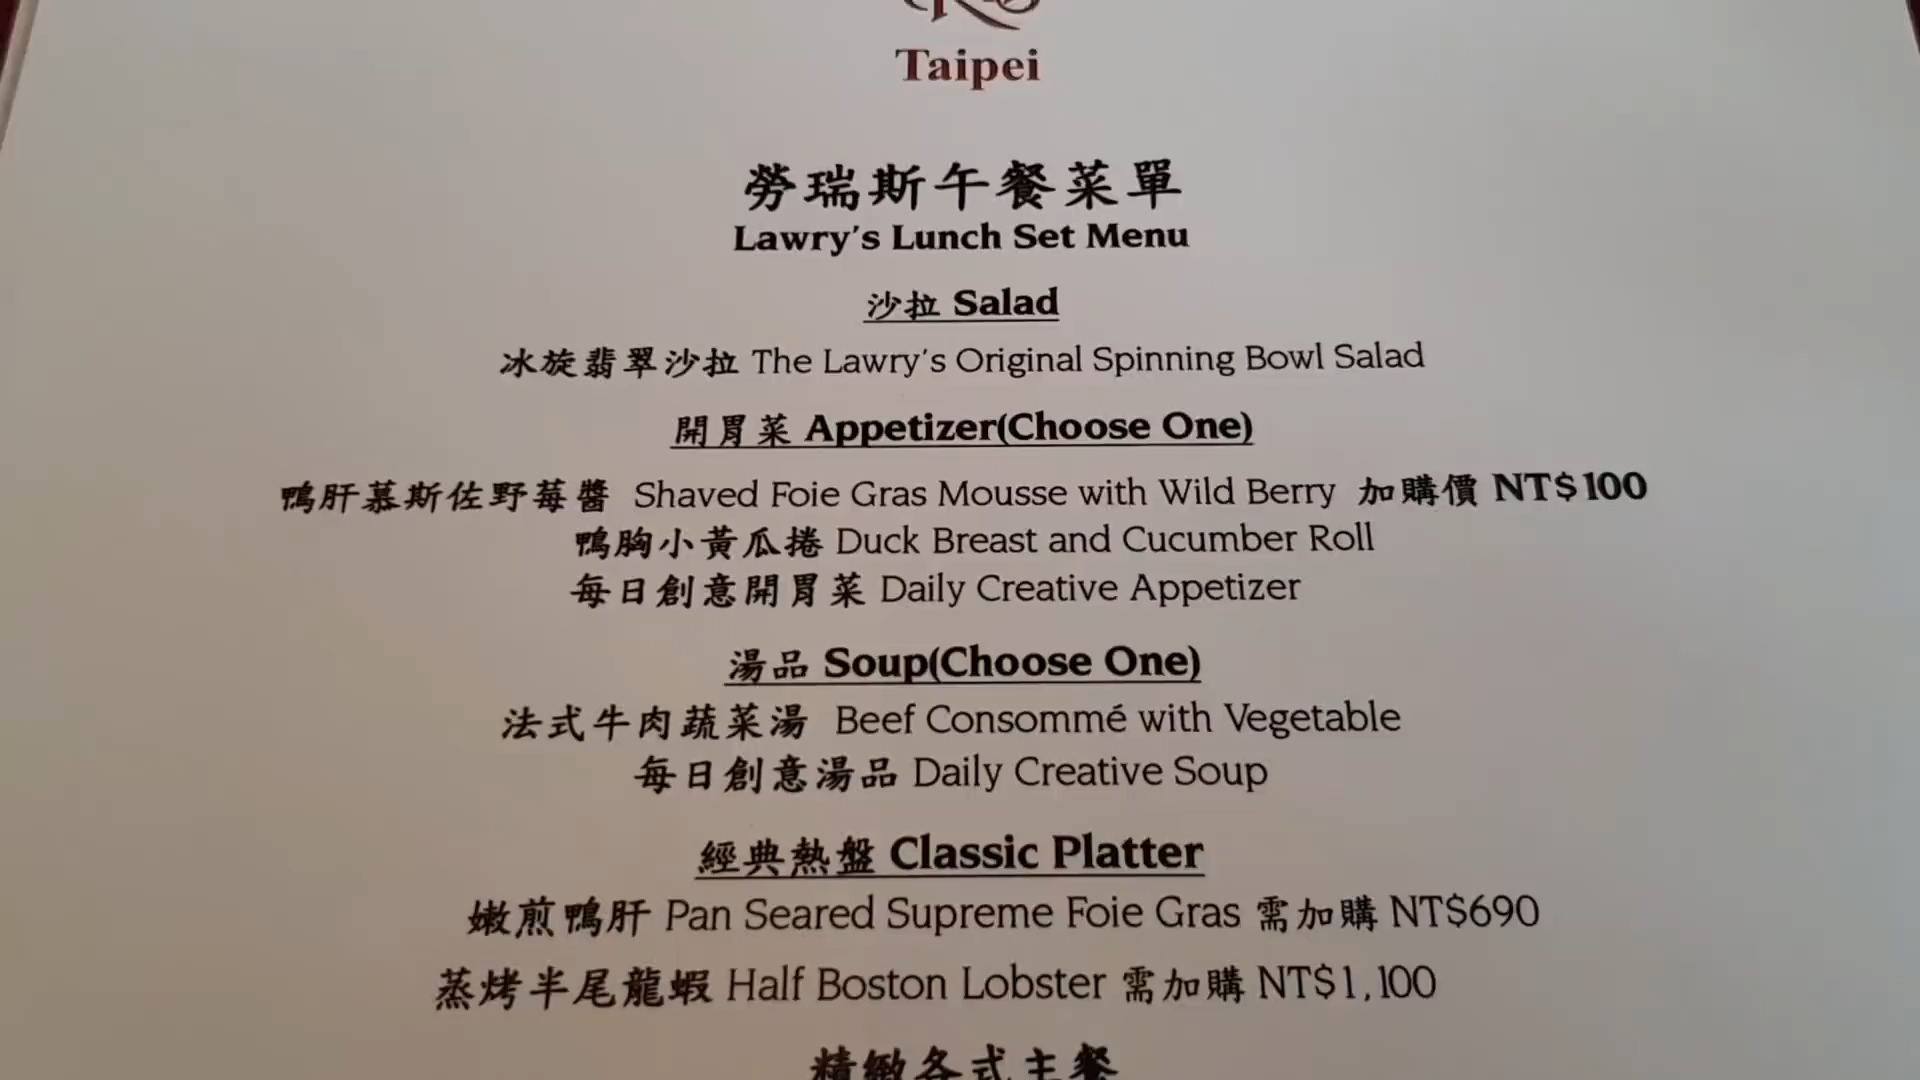 Taipei
勞瑞斯午餐菜單
Lawry's Lunch Set Menu
沙拉 Salad
冰旋翡翠沙拉 The Lawry's Original Spinning Bowl Salad
開胃菜 Appetizer(Choose One)
鴨肝慕斯佐野莓醬 Shaved Foie Gras Mousse with Wild Berry 加購價 NT$100
鴨胸小黃瓜捲 Duck Breast and Cucumber Roll
每日創意開胃菜 Daily Creative Appetizer
湯品 Soup(Choose One)
法式牛肉蔬菜湯 Beef Consommé with Vegetable
每日創意湯品 Daily Creative Soup
經典熱盤 Classic Platter
嫩煎鴨肝 Pan Seared Supreme Foie Gras 需加購 NT$690
蒸烤半尾龍蝦 Half Boston Lobster 需加購 NT$1,100
精緻各式主餐